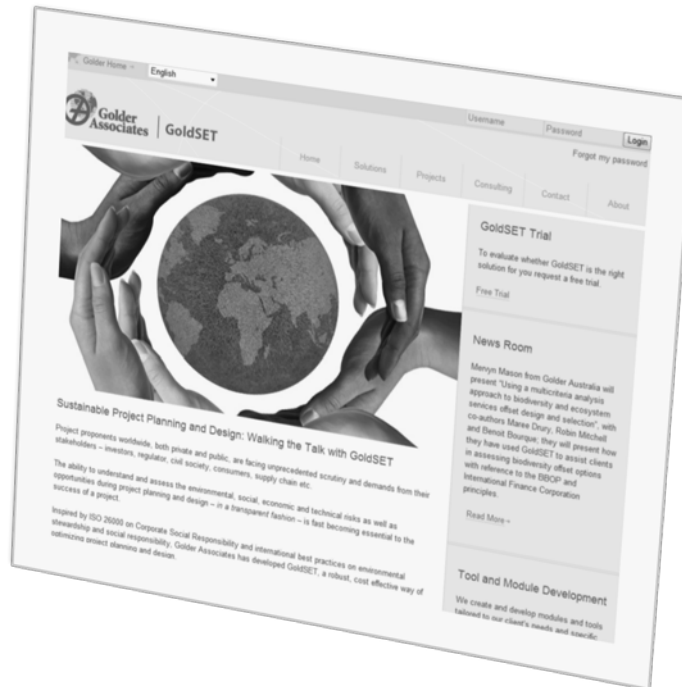 Golder Home
English
Username
Password
Login
Forgot my password
Golder
Associates
GoldSET
Home
Solutions
Projects
Consulting
Contact
About
GoldSET Trial
To evaluate whether GoldSET is the right
solution for you request a free trial.
Free Trial
News Room
Mervyn Mason from Golder Australia will
present "Using a multicriteria analysis
approach to biodiversity and ecosystem
services offset design and selection", with
co-authors Maree Drury, Robin Mitchell
and Benoit Bourque; they will present how
they have used GoldSET to assist clients
in assessing biodiversity offset options
with reference to the BBOP and
International Finance Corporation
principles.
Read More
Tool and Module Development
We create and develop modules and tools
tailored to our client's needs and specific
Sustainable Project Planning and Design: Walking the Talk with GoldSET
Project proponents worldwide, both private and public, are facing unprecedented scrutiny and demands from their
stakeholders – investors, regulator, civil society, consumers, supply chain etc.
The ability to understand and assess the environmental, social, economic and technical risks as well as
opportunities during project planning and design – in a transparent fashion – is fast becoming essential to the
success of a project.
Inspired by ISO 26000 on Corporate Social Responsibility and international best practices on environmental
stewardship and social responsibility, Golder Associates has developed GoldSET, a robust, cost effective way of
optimizing project planning and design.